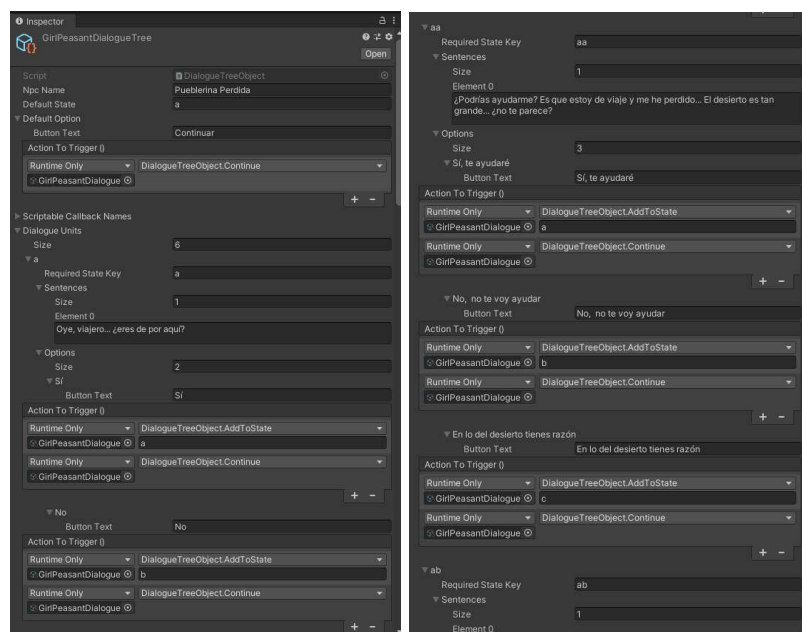 Inspector
GirlPeasantDialogueTree
Open
Script DialogueTreeObject
Npc Name Pueblerina Perdida
Default State a
Default Option
Button Text Continuar
Action To Trigger ()
Runtime Only DialogueTreeObject.Continue
GirlPeasantDialogue
+ -
Scriptable Callback Names
Dialogue Units
Size 6
a
Required State Key a
Sentences
Size 1
Element 0
Oye, viajero... ¿eres de por aquí?
Options
Size 2
Sí
Button Text Sí
Action To Trigger ()
Runtime Only DialogueTreeObject.AddToState
GirlPeasantDialogue a
Runtime Only DialogueTreeObject.Continue
GirlPeasantDialogue
+ -
No
Button Text No
Action To Trigger ()
Runtime Only DialogueTreeObject.AddToState
GirlPeasantDialogue b
Runtime Only DialogueTreeObject.Continue
GirlPeasantDialogue
+ -
aa
Required State Key aa
Sentences
Size 1
Element 0
¿Podrías ayudarme? Es que estoy de viaje y me he perdido... El desierto es tan
grande... ¿no te parece?
Options
Size 3
Sí, te ayudaré
Button Text Sí, te ayudaré
Action To Trigger ()
Runtime Only DialogueTreeObject.AddToState
GirlPeasantDialogue a
Runtime Only DialogueTreeObject.Continue
GirlPeasantDialogue
+ -
No, no te voy ayudar
Button Text No, no te voy ayudar
Action To Trigger ()
Runtime Only DialogueTreeObject.AddToState
GirlPeasantDialogue b
Runtime Only DialogueTreeObject.Continue
GirlPeasantDialogue
+ -
En lo del desierto tienes razón
Button Text En lo del desierto tienes razón
Action To Trigger ()
Runtime Only DialogueTreeObject.AddToState
GirlPeasantDialogue c
Runtime Only DialogueTreeObject.Continue
GirlPeasantDialogue
+ -
ab
Required State Key ab
Sentences
Size 1
Element 0